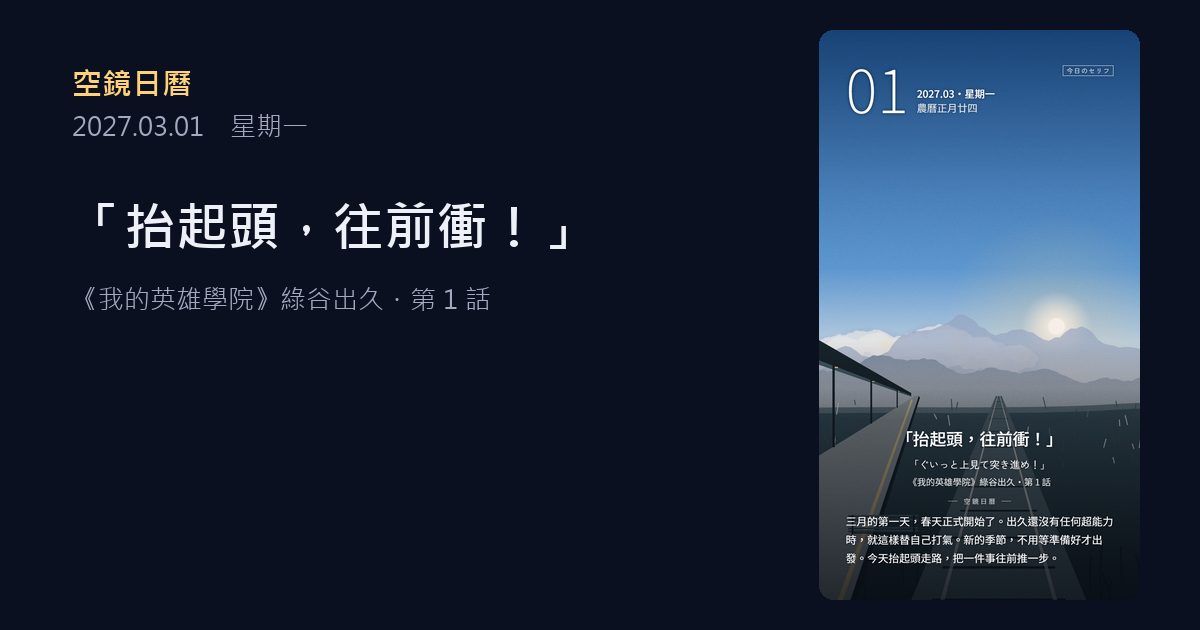 空鏡日曆
2027.03.01 星期一
「抬起頭，往前衝！」
《我的英雄學院》綠谷出久・第 1 話
01
2027.03・星期一
農曆正月廿四
今日のセリフ
「抬起頭，往前衝！」
「ぐいっと上見て突き進め！」
《我的英雄學院》綠谷出久・第 1 話
空鏡日曆
三月的第一天，春天正式開始了。出久還沒有任何超能力
時，就這樣替自己打氣。新的季節，不用等準備好才出
發。今天抬起頭走路，把一件事往前推一步。